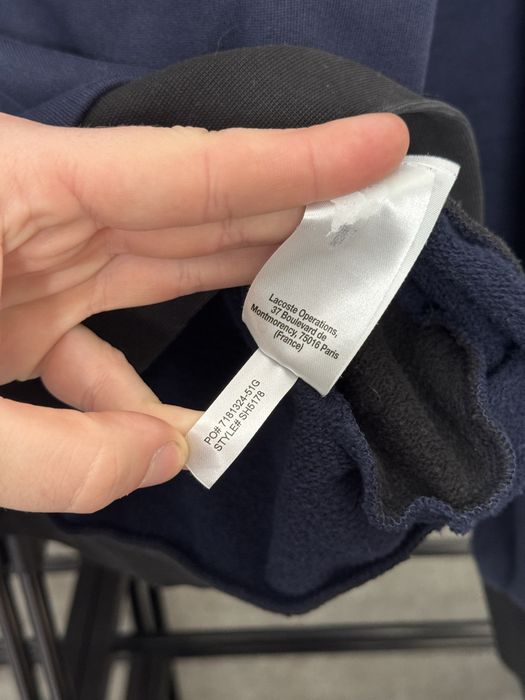 Lacoste Operations,
37 Boulevard de
Montmorency, 75016 Paris
(France)
PO# 7181324-51G
STYLE# SH5178